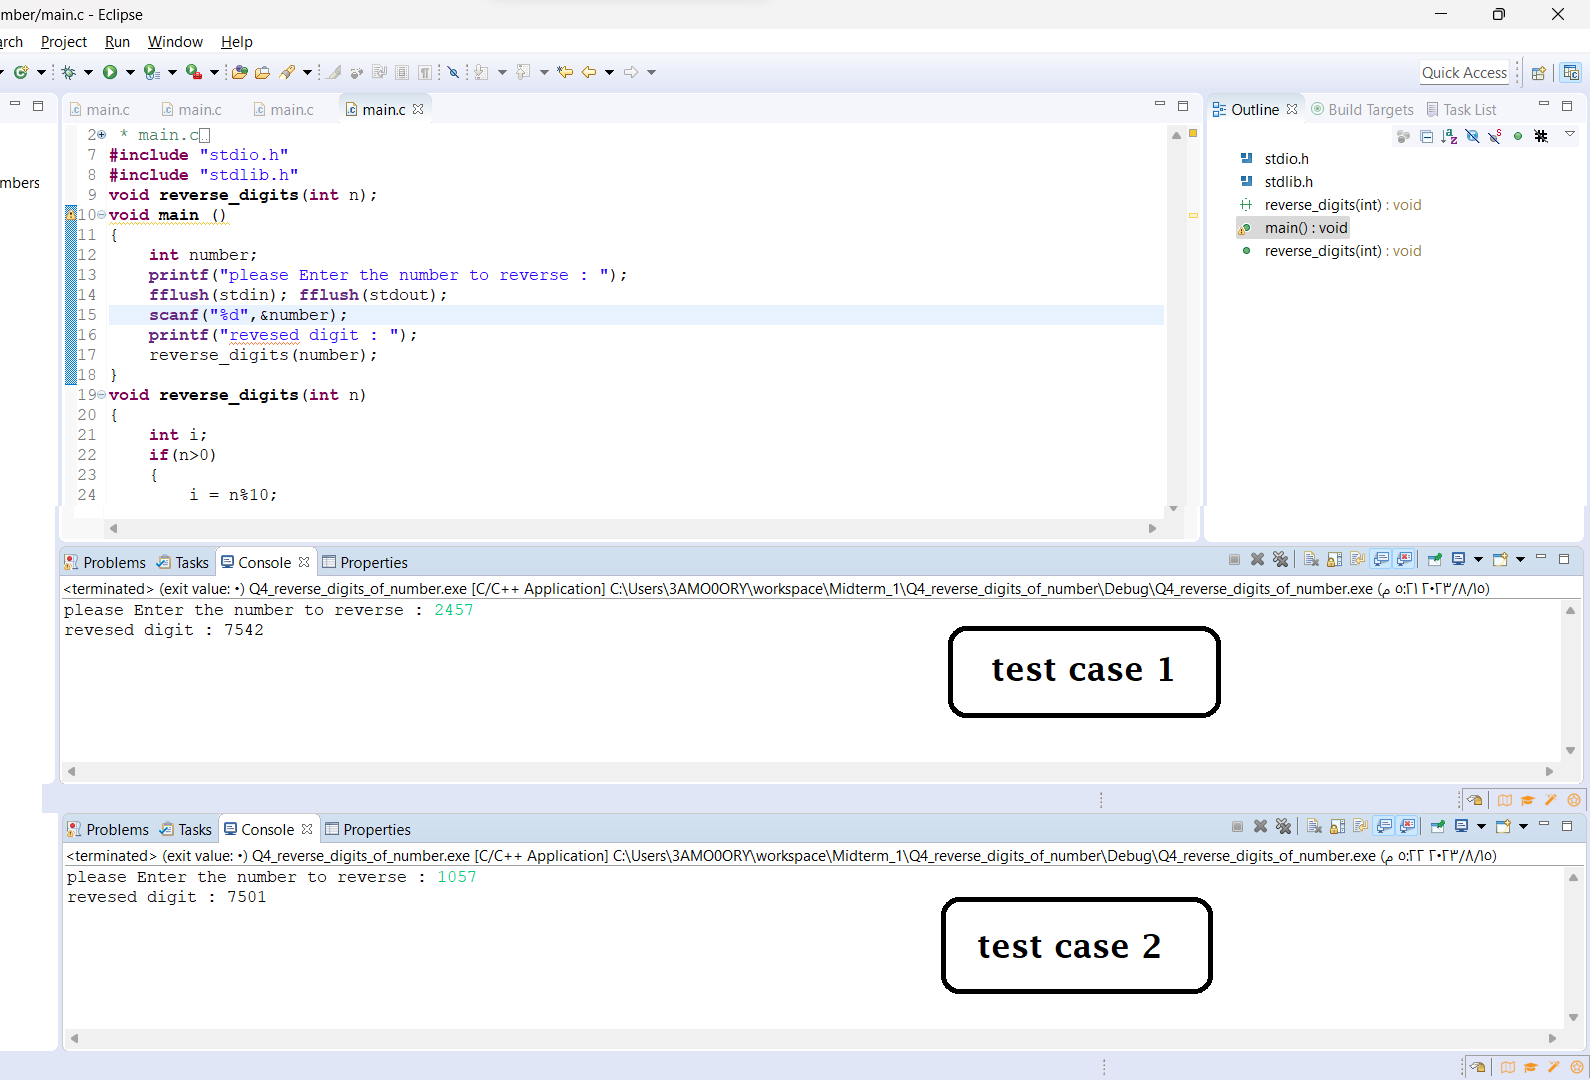 mber/main.c - Eclipse
arch Project Run Window Help
Quick Access
main.c main.c main.c main.c
Outline Build Targets Task List
2 * main.c
7 #include "stdio.h"
8 #include "stdlib.h"
9 void reverse_digits(int n);
10 void main ()
11 {
12 int number;
13 printf("please Enter the number to reverse : ");
14 fflush(stdin); fflush(stdout);
15 scanf("%d",&number);
16 printf("revesed digit : ");
17 reverse_digits(number);
18 }
19 void reverse_digits(int n)
20 {
21 int i;
22 if(n>0)
23 {
24 i = n%10;
mbers
stdio.h
stdlib.h
reverse_digits(int) : void
main() : void
reverse_digits(int) : void
Problems Tasks Console Properties
<terminated> (exit value: ٠) Q4_reverse_digits_of_number.exe [C/C++ Application] C:\Users\3AMO0ORY\workspace\Midterm_1\Q4_reverse_digits_of_number\Debug\Q4_reverse_digits_of_number.exe (م ٥:٢١ ٢٠٢٣/٨/١٥)
please Enter the number to reverse : 2457
revesed digit : 7542
test case 1
Problems Tasks Console Properties
<terminated> (exit value: ٠) Q4_reverse_digits_of_number.exe [C/C++ Application] C:\Users\3AMO0ORY\workspace\Midterm_1\Q4_reverse_digits_of_number\Debug\Q4_reverse_digits_of_number.exe (م ٥:٢٢ ٢٠٢٣/٨/١٥)
please Enter the number to reverse : 1057
revesed digit : 7501
test case 2